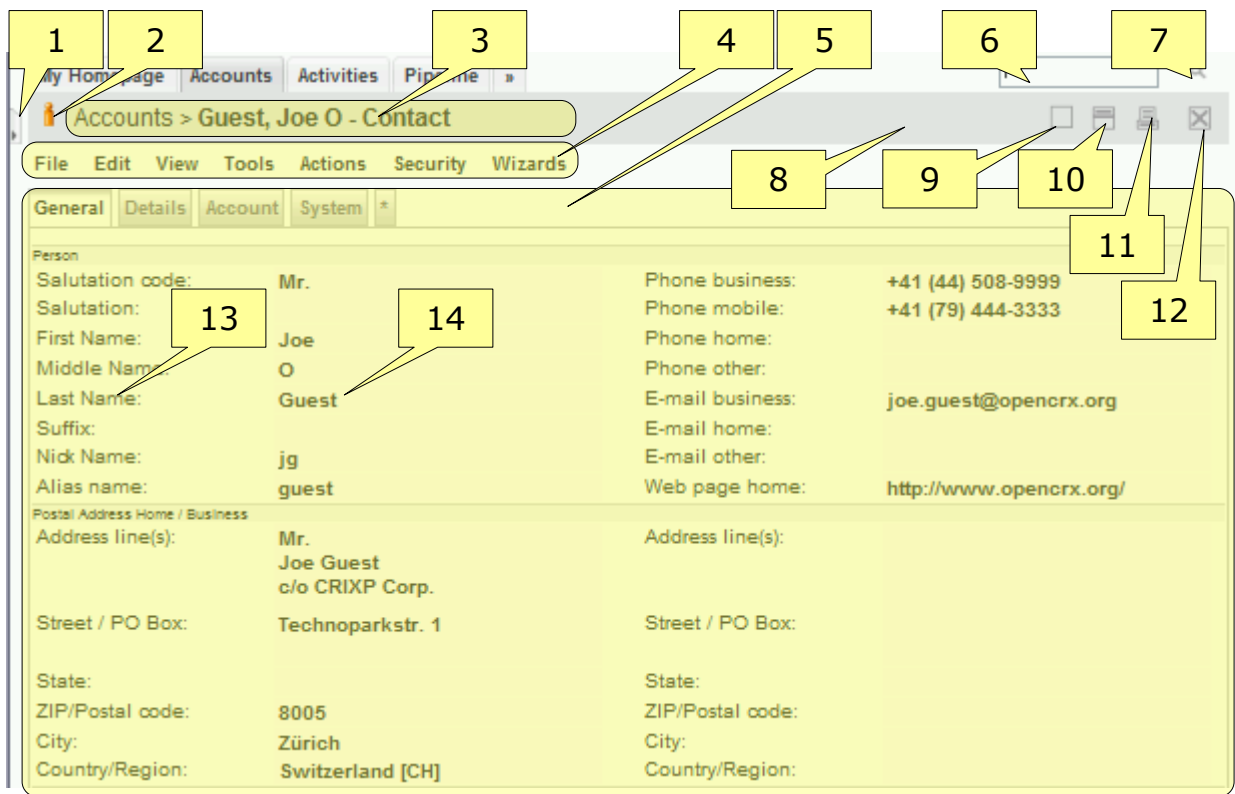 1 2 3 4 5 6 7
My Homepage Accounts Activities Pipeline »
Accounts > Guest, Joe O - Contact
File Edit View Tools Actions Security Wizards
8 9 10
General Details Account System *
11
Person
Salutation code: Mr. Phone business: +41 (44) 508-9999
Salutation: Phone mobile: +41 (79) 444-3333
12
13 14
First Name: Joe Phone home:
Middle Name: O Phone other:
Last Name: Guest E-mail business: joe.guest@opencrx.org
Suffix: E-mail home:
Nick Name: jg E-mail other:
Alias name: guest Web page home: http://www.opencrx.org/
Postal Address Home / Business
Address line(s): Mr. Address line(s):
Joe Guest
c/o CRIXP Corp.
Street / PO Box: Technoparkstr. 1 Street / PO Box:
State: State:
ZIP/Postal code: 8005 ZIP/Postal code:
City: Zürich City:
Country/Region: Switzerland [CH] Country/Region: